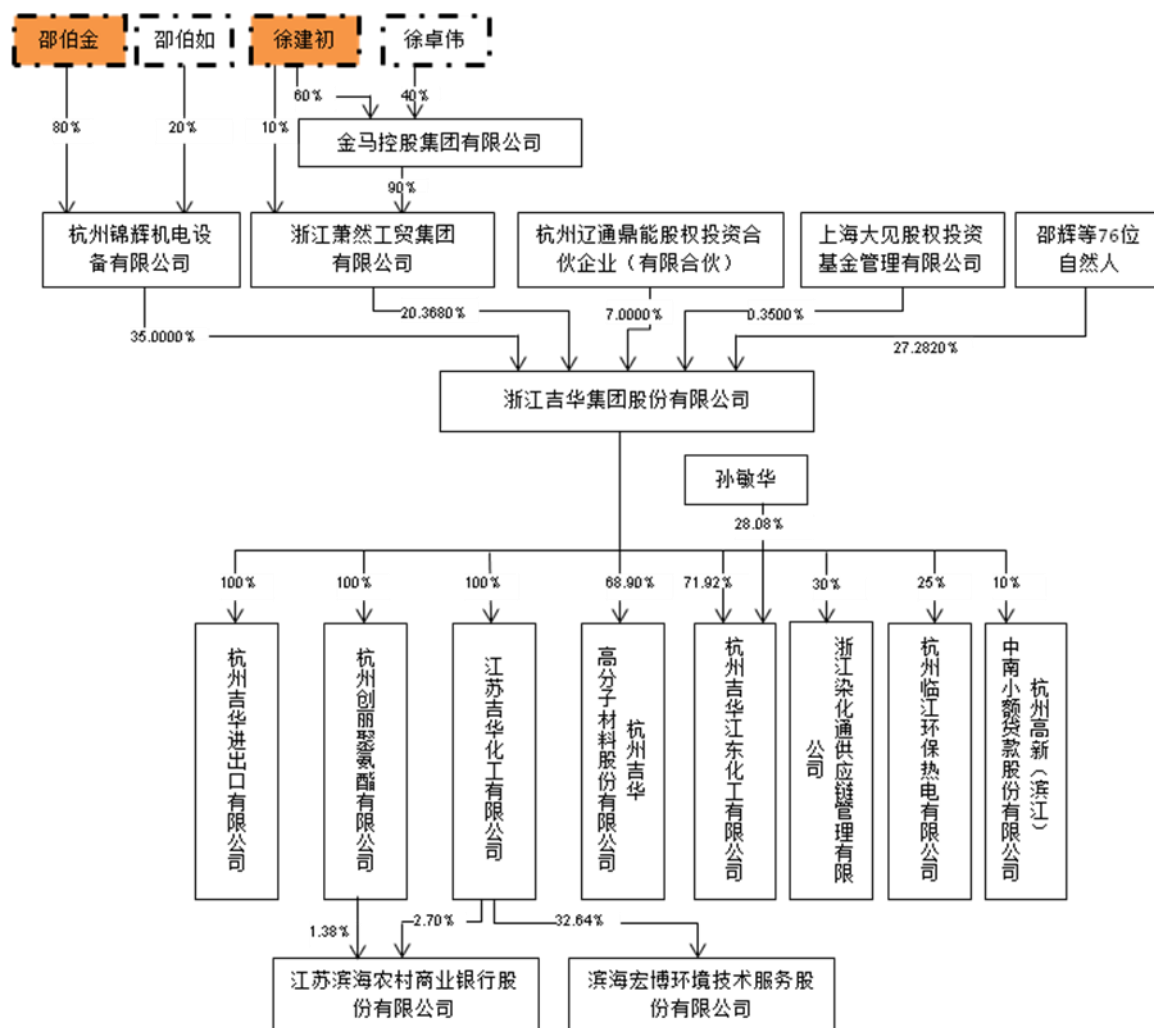 邵伯金
邵伯如
徐建初
徐卓伟
60%
40%
80%
20%
10%
金马控股集团有限公司
90%
杭州锦辉机电设
备有限公司
浙江萧然工贸集团
有限公司
杭州辽通鼎能股权投资合
伙企业（有限合伙）
上海大见股权投资
基金管理有限公司
邵辉等76位
自然人
35.0000%
20.3680%
7.0000%
0.3500%
27.2820%
浙江吉华集团股份有限公司
孙敏华
28.08%
100%
100%
100%
68.90%
71.92%
30%
25%
10%
杭州吉华进出口有限公司
杭州创丽聚氨酯有限公司
江苏吉华化工有限公司
杭州吉华
高分子材料股份有限公司
杭州吉华江东化工有限公司
浙江染化通供应链管理有限
公司
杭州临江环保热电有限公司
杭州高新（滨江）
中南小额贷款股份有限公司
1.38%
2.70%
32.64%
江苏滨海农村商业银行股
份有限公司
滨海宏博环境技术服务股
份有限公司